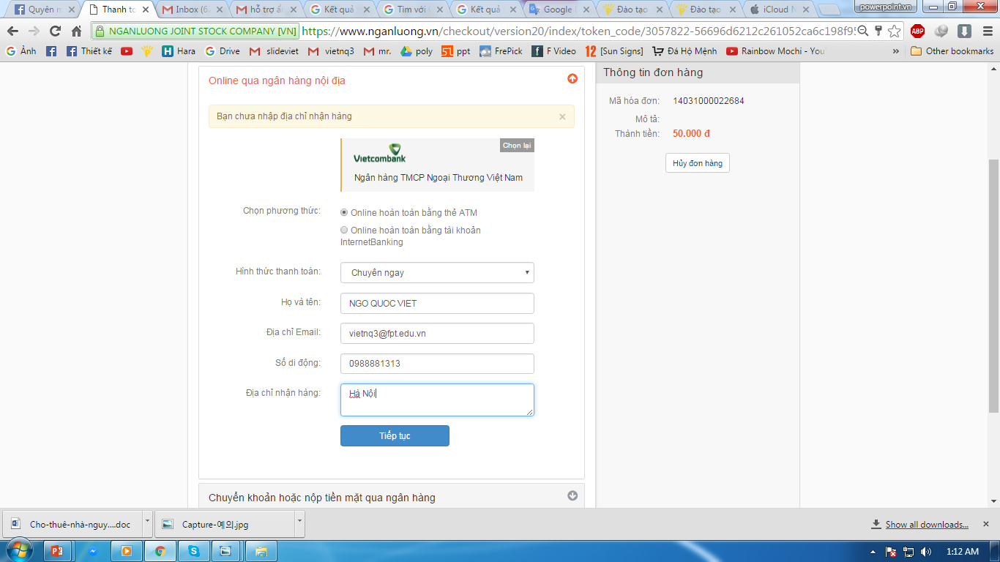 Quyên m
Thanh to
Inbox (6
hỗ trợ ấ
Kết quả
Tìm với
Kết quả
Google
Đào tạo
Đào tạo
iCloud
powerpoint.vn
NGANLUONG JOINT STOCK COMPANY [VN]
https://www.nganluong.vn/checkout/version20/index/token_code/3057822-56696d6212c261052ca6c198f9
ABP
Ảnh
Thiết kế
Hara
Drive
slideviet
vietnq3
mr.
poly
ppt
FrePick
F Video
[Sun Signs]
Đá Hộ Mệnh
Rainbow Mochi - You
»
Other bookmarks
Online qua ngân hàng nội địa
Bạn chưa nhập địa chỉ nhận hàng
×
Vietcombank
Chọn lại
Ngân hàng TMCP Ngoại Thương Việt Nam
Chọn phương thức:
Online hoàn toàn bằng thẻ ATM
Online hoàn toàn bằng tài khoản
InternetBanking
Hình thức thanh toán:
Chuyển ngay
Họ và tên:
NGO QUOC VIET
Địa chỉ Email:
vietnq3@fpt.edu.vn
Số di động:
0988881313
Địa chỉ nhận hàng:
Hà Nội
Tiếp tục
Chuyển khoản hoặc nộp tiền mặt qua ngân hàng
Thông tin đơn hàng
Mã hóa đơn: 14031000022684
Mô tả:
Thành tiền: 50.000 đ
Hủy đơn hàng
Cho-thuê-nhà-nguy....doc
Capture-예의.jpg
Show all downloads...
1:12 AM